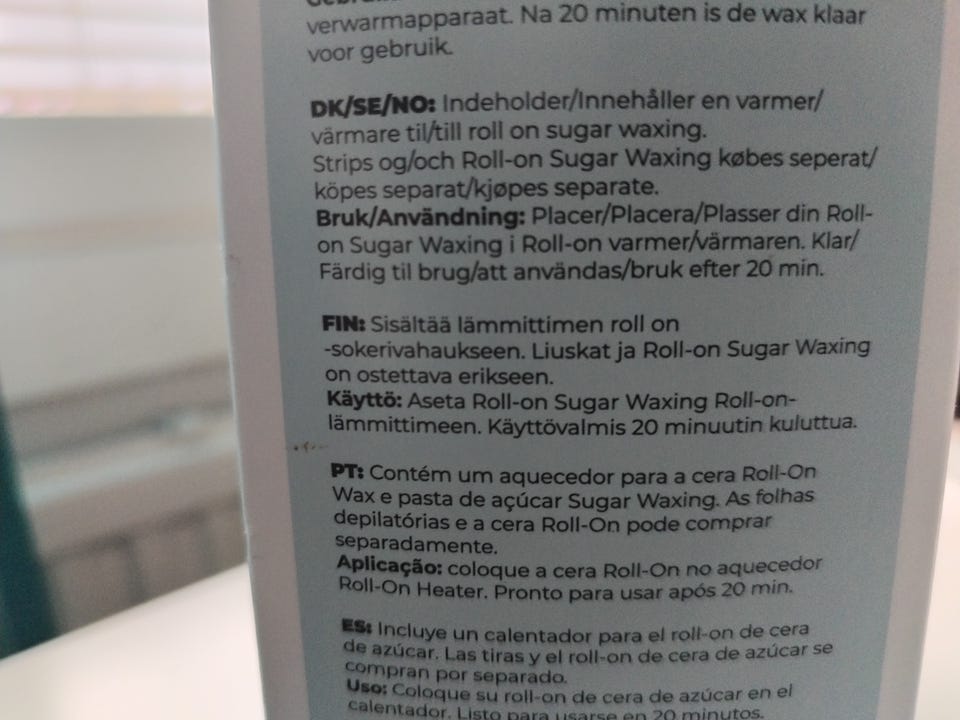 verwarmapparaat. Na 20 minuten is de wax klaar
voor gebruik.
DK/SE/NO: Indeholder/Innehåller en varmer/
värmare til/till roll on sugar waxing.
Strips og/och Roll-on Sugar Waxing købes seperat/
köpes separat/kjøpes separate.
Bruk/Användning: Placer/Placera/Plasser din Roll-
on Sugar Waxing i Roll-on varmer/värmaren. Klar/
Färdig til brug/att användas/bruk efter 20 min.
FIN: Sisältää lämmittimen roll on
-sokerivahaukseen. Liuskat ja Roll-on Sugar Waxing
on ostettava erikseen.
Käyttö: Aseta Roll-on Sugar Waxing Roll-on-
lämmittimeen. Käyttövalmis 20 minuutin kuluttua.
PT: Contém um aquecedor para a cera Roll-On
Wax e pasta de açúcar Sugar Waxing. As folhas
depilatórias e a cera Roll-On pode comprar
separadamente.
Aplicação: coloque a cera Roll-On no aquecedor
Roll-On Heater. Pronto para usar após 20 min.
ES: Incluye un calentador para el roll-on de cera
de azúcar. Las tiras y el roll-on de cera de azúcar se
compran por separado.
Uso: Coloque su roll-on de cera de azúcar en el
calentador. Listo para usarse en 20 minutos.